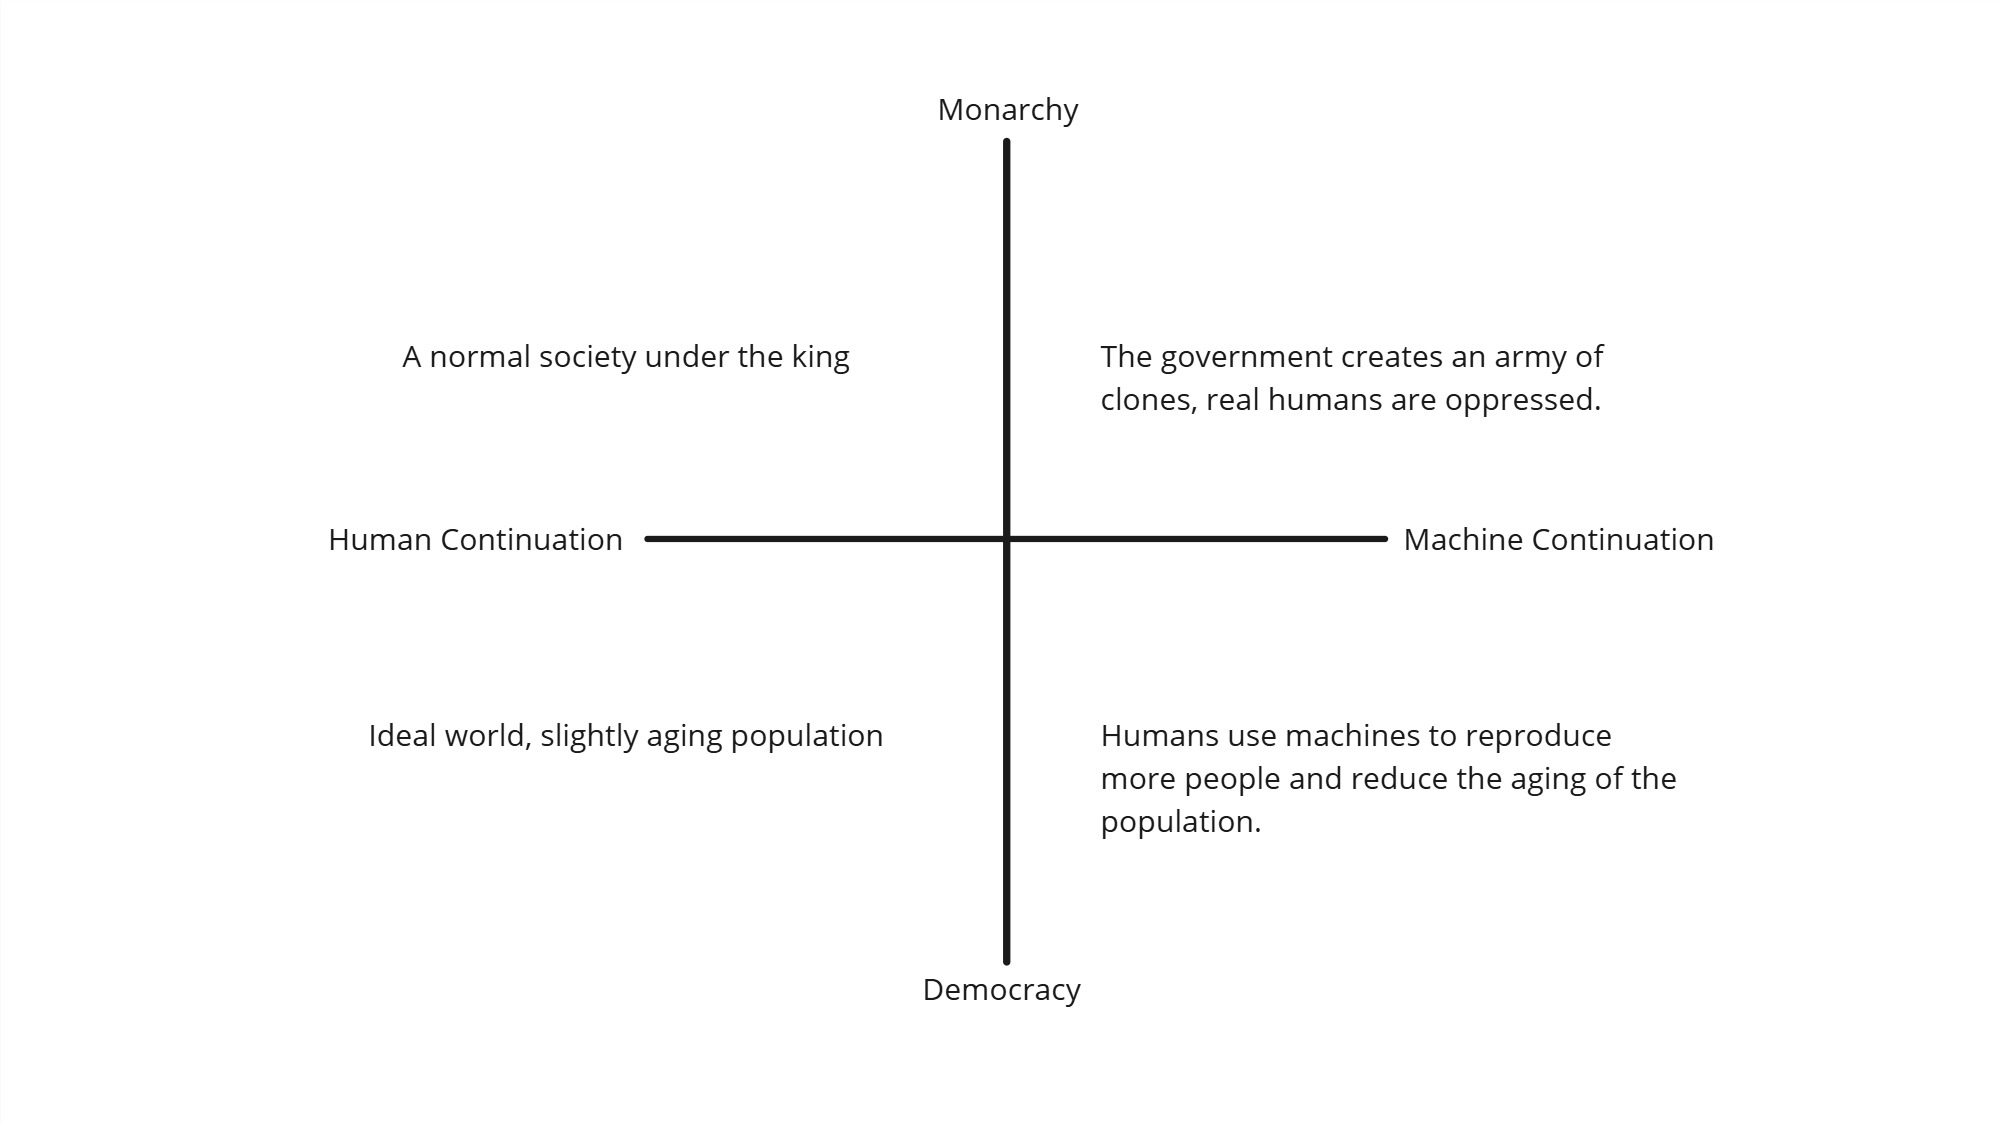 Monarchy
A normal society under the king
The government creates an army of
clones, real humans are oppressed.
Human Continuation
Machine Continuation
Ideal world, slightly aging population
Humans use machines to reproduce
more people and reduce the aging of the
population.
Democracy